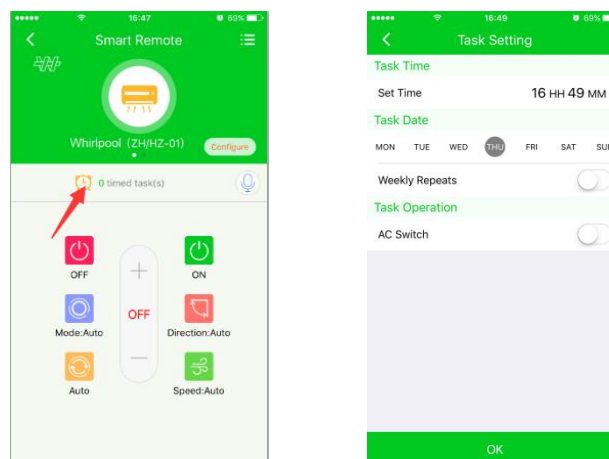 16:47
69%
Smart Remote
Whirlpool (ZH/HZ-01)
Configure
0 timed task(s)
OFF
ON
OFF
Mode:Auto
Direction:Auto
Auto
Speed:Auto
16:49
69%
Task Setting
Task Time
Set Time 16 HH 49 MM
Task Date
MON TUE WED THU FRI SAT SUN
Weekly Repeats
Task Operation
AC Switch
OK